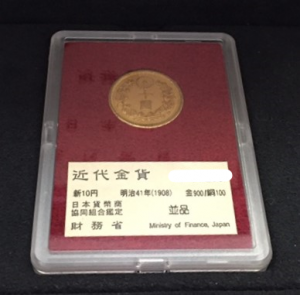 近代金貨
新10円 明治41年(1908) 金900/銅100
日本貨幣商
協同組合鑑定 並品
財務省 Ministry of Finance, Japan